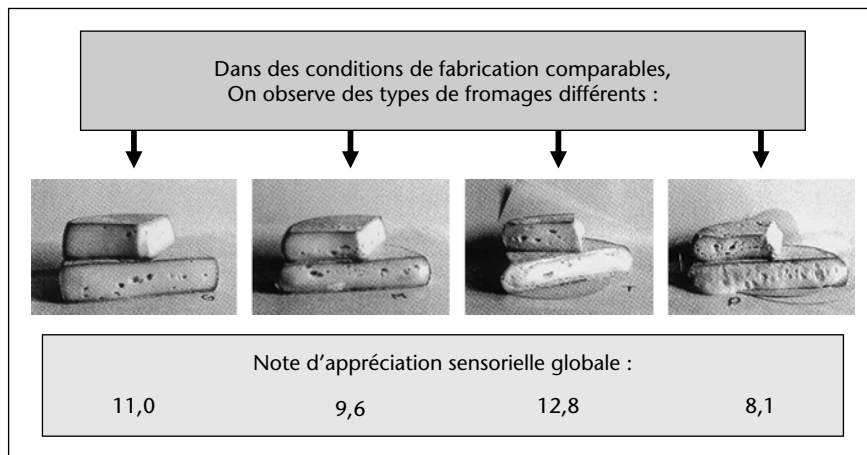 Dans des conditions de fabrication comparables,
On observe des types de fromages différents :
G
M
T
P
Note d’appréciation sensorielle globale :
11,0
9,6
12,8
8,1